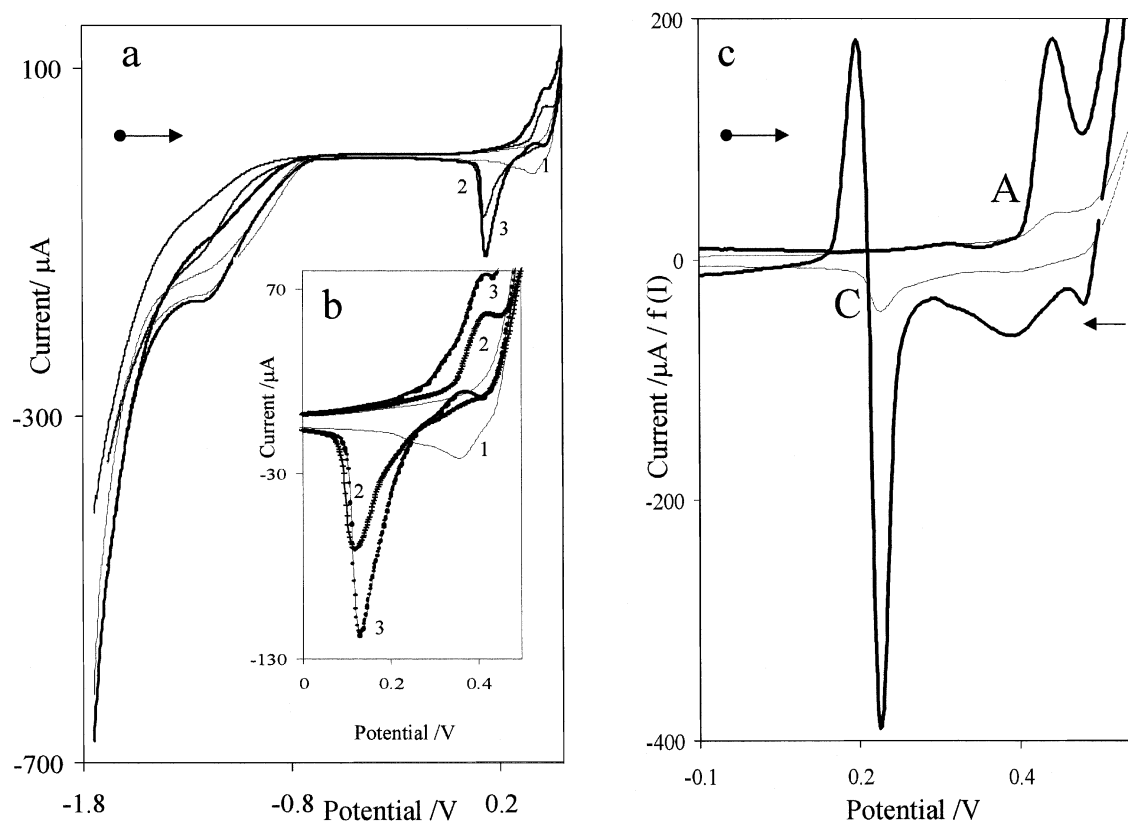 a
100
-300
-700
Current/ μA
1
2
3
-1.8
-0.8
0.2
Potential /V
b
70
-30
-130
Current /μA
3
2
1
2
3
0
0.2
0.4
Potential /V
c
200
0
-200
-400
Current /μA / f (I)
A
C
-0.1
0.2
0.4
Potential /V